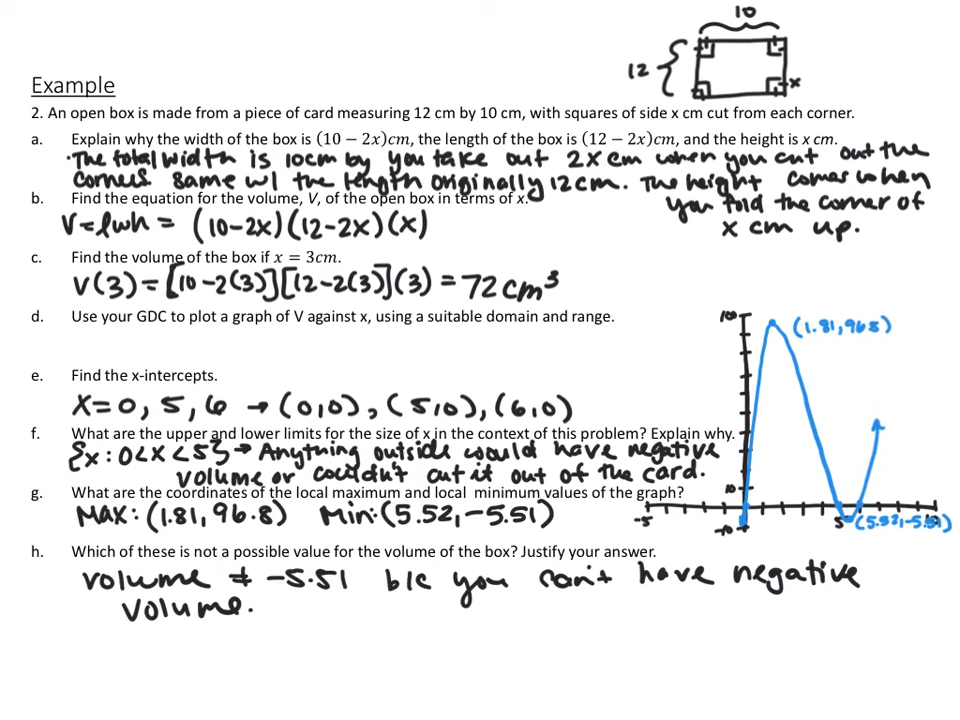 10
12
x
Example
2. An open box is made from a piece of card measuring 12 cm by 10 cm, with squares of side x cm cut from each corner.
a. Explain why the width of the box is (10 − 2x)cm, the length of the box is (12 − 2x)cm, and the height is x cm.
·The total width is 10cm by you take out 2x cm when you cut out the
corners same w/ the length originally 12cm. The height comes when
you fold the corner of
x cm up.
b. Find the equation for the volume, V, of the open box in terms of x.
V=lwh = (10-2x)(12-2x)(x)
c. Find the volume of the box if x = 3cm.
V(3) = [10-2(3)][12-2(3)](3) = 72cm³
d. Use your GDC to plot a graph of V against x, using a suitable domain and range.
100
(1.81,96.8)
e. Find the x-intercepts.
x=0, 5, 6 → (0,0), (5,0), (6,0)
f. What are the upper and lower limits for the size of x in the context of this problem? Explain why.
{x: 0<x<5} → Anything outside would have negative
volume or couldn't cut it out of the card.
g. What are the coordinates of the local maximum and local minimum values of the graph?
Max: (1.81, 96.8) Min: (5.52, -5.51)
10
-5
5
-10
(5.52,-5.51)
h. Which of these is not a possible value for the volume of the box? Justify your answer.
volume ≠ -5.51 b/c you can't have negative
volume.